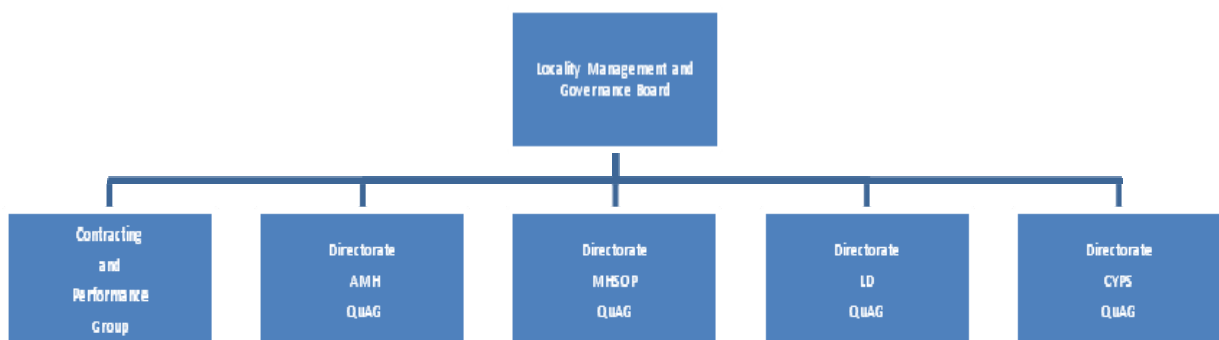 Locality Management and
Governance Board
Contracting
and
Performance
Group
Directorate
AMH
QuAG
Directorate
MHSOP
QuAG
Directorate
LD
QuAG
Directorate
CYPS
QuAG